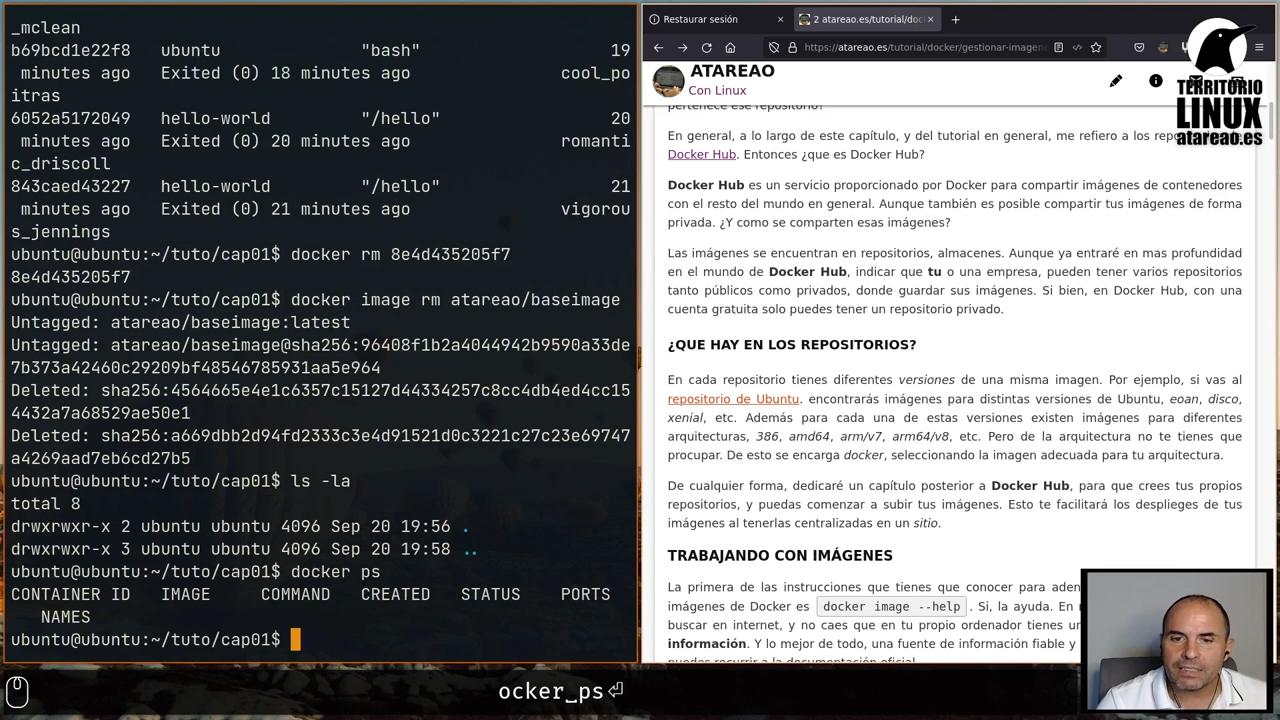 _mclean
b69bcd1e22f8   ubuntu        "bash"                   19
 minutes ago   Exited (0) 18 minutes ago               cool_po
itras
6052a5172049   hello-world   "/hello"                 20
 minutes ago   Exited (0) 20 minutes ago               romanti
c_driscoll
843caed43227   hello-world   "/hello"                 21
 minutes ago   Exited (0) 21 minutes ago               vigorou
s_jennings
ubuntu@ubuntu:~/tuto/cap01$ docker rm 8e4d435205f7
8e4d435205f7
ubuntu@ubuntu:~/tuto/cap01$ docker image rm atareao/baseimage
Untagged: atareao/baseimage:latest
Untagged: atareao/baseimage@sha256:96408f1b2a4044942b9590a33de
7b373a42460c29209bf48546785931aa5e964
Deleted: sha256:4564665e4e1c6357c15127d44334257c8cc4db4ed4cc15
4432a7a68529ae50e1
Deleted: sha256:a669dbb2d94fd2333c3e4d91521d0c3221c27c23e69747
a4269aad7eb6cd27b5
ubuntu@ubuntu:~/tuto/cap01$ ls -la
total 8
drwxrwxr-x 2 ubuntu ubuntu 4096 Sep 20 19:56 .
drwxrwxr-x 3 ubuntu ubuntu 4096 Sep 20 19:58 ..
ubuntu@ubuntu:~/tuto/cap01$ docker ps
CONTAINER ID   IMAGE     COMMAND   CREATED   STATUS    PORTS
   NAMES
ubuntu@ubuntu:~/tuto/cap01$
Restaurar sesión
2 atareao.es/tutorial/doc
https://atareao.es/tutorial/docker/gestionar-imagen
ATAREAO
Con Linux
TERRITORIO
LINUX
atareao.es
pertenece ese repositorio?
En general, a lo largo de este capítulo, y del tutorial en general, me refiero a los repo
Docker Hub. Entonces ¿que es Docker Hub?
Docker Hub es un servicio proporcionado por Docker para compartir imágenes de contenedores
con el resto del mundo en general. Aunque también es posible compartir tus imágenes de forma
privada. ¿Y como se comparten esas imágenes?
Las imágenes se encuentran en repositorios, almacenes. Aunque ya entraré en mas profundidad
en el mundo de Docker Hub, indicar que tu o una empresa, pueden tener varios repositorios
tanto públicos como privados, donde guardar sus imágenes. Si bien, en Docker Hub, con una
cuenta gratuita solo puedes tener un repositorio privado.
¿QUE HAY EN LOS REPOSITORIOS?
En cada repositorio tienes diferentes versiones de una misma imagen. Por ejemplo, si vas al
repositorio de Ubuntu. encontrarás imágenes para distintas versiones de Ubuntu, eoan, disco,
xenial, etc. Además para cada una de estas versiones existen imágenes para diferentes
arquitecturas, 386, amd64, arm/v7, arm64/v8, etc. Pero de la arquitectura no te tienes que
procupar. De esto se encarga docker, seleccionando la imagen adecuada para tu arquitectura.
De cualquier forma, dedicaré un capítulo posterior a Docker Hub, para que crees tus propios
repositorios, y puedas comenzar a subir tus imágenes. Esto te facilitará los despliegues de tus
imágenes al tenerlas centralizadas en un sitio.
TRABAJANDO CON IMÁGENES
La primera de las instrucciones que tienes que conocer para aden
imágenes de Docker es docker image --help. Si, la ayuda. En
buscar en internet, y no caes que en tu propio ordenador tienes
información. Y lo mejor de todo, una fuente de información fiable y
ocker_ps⏎